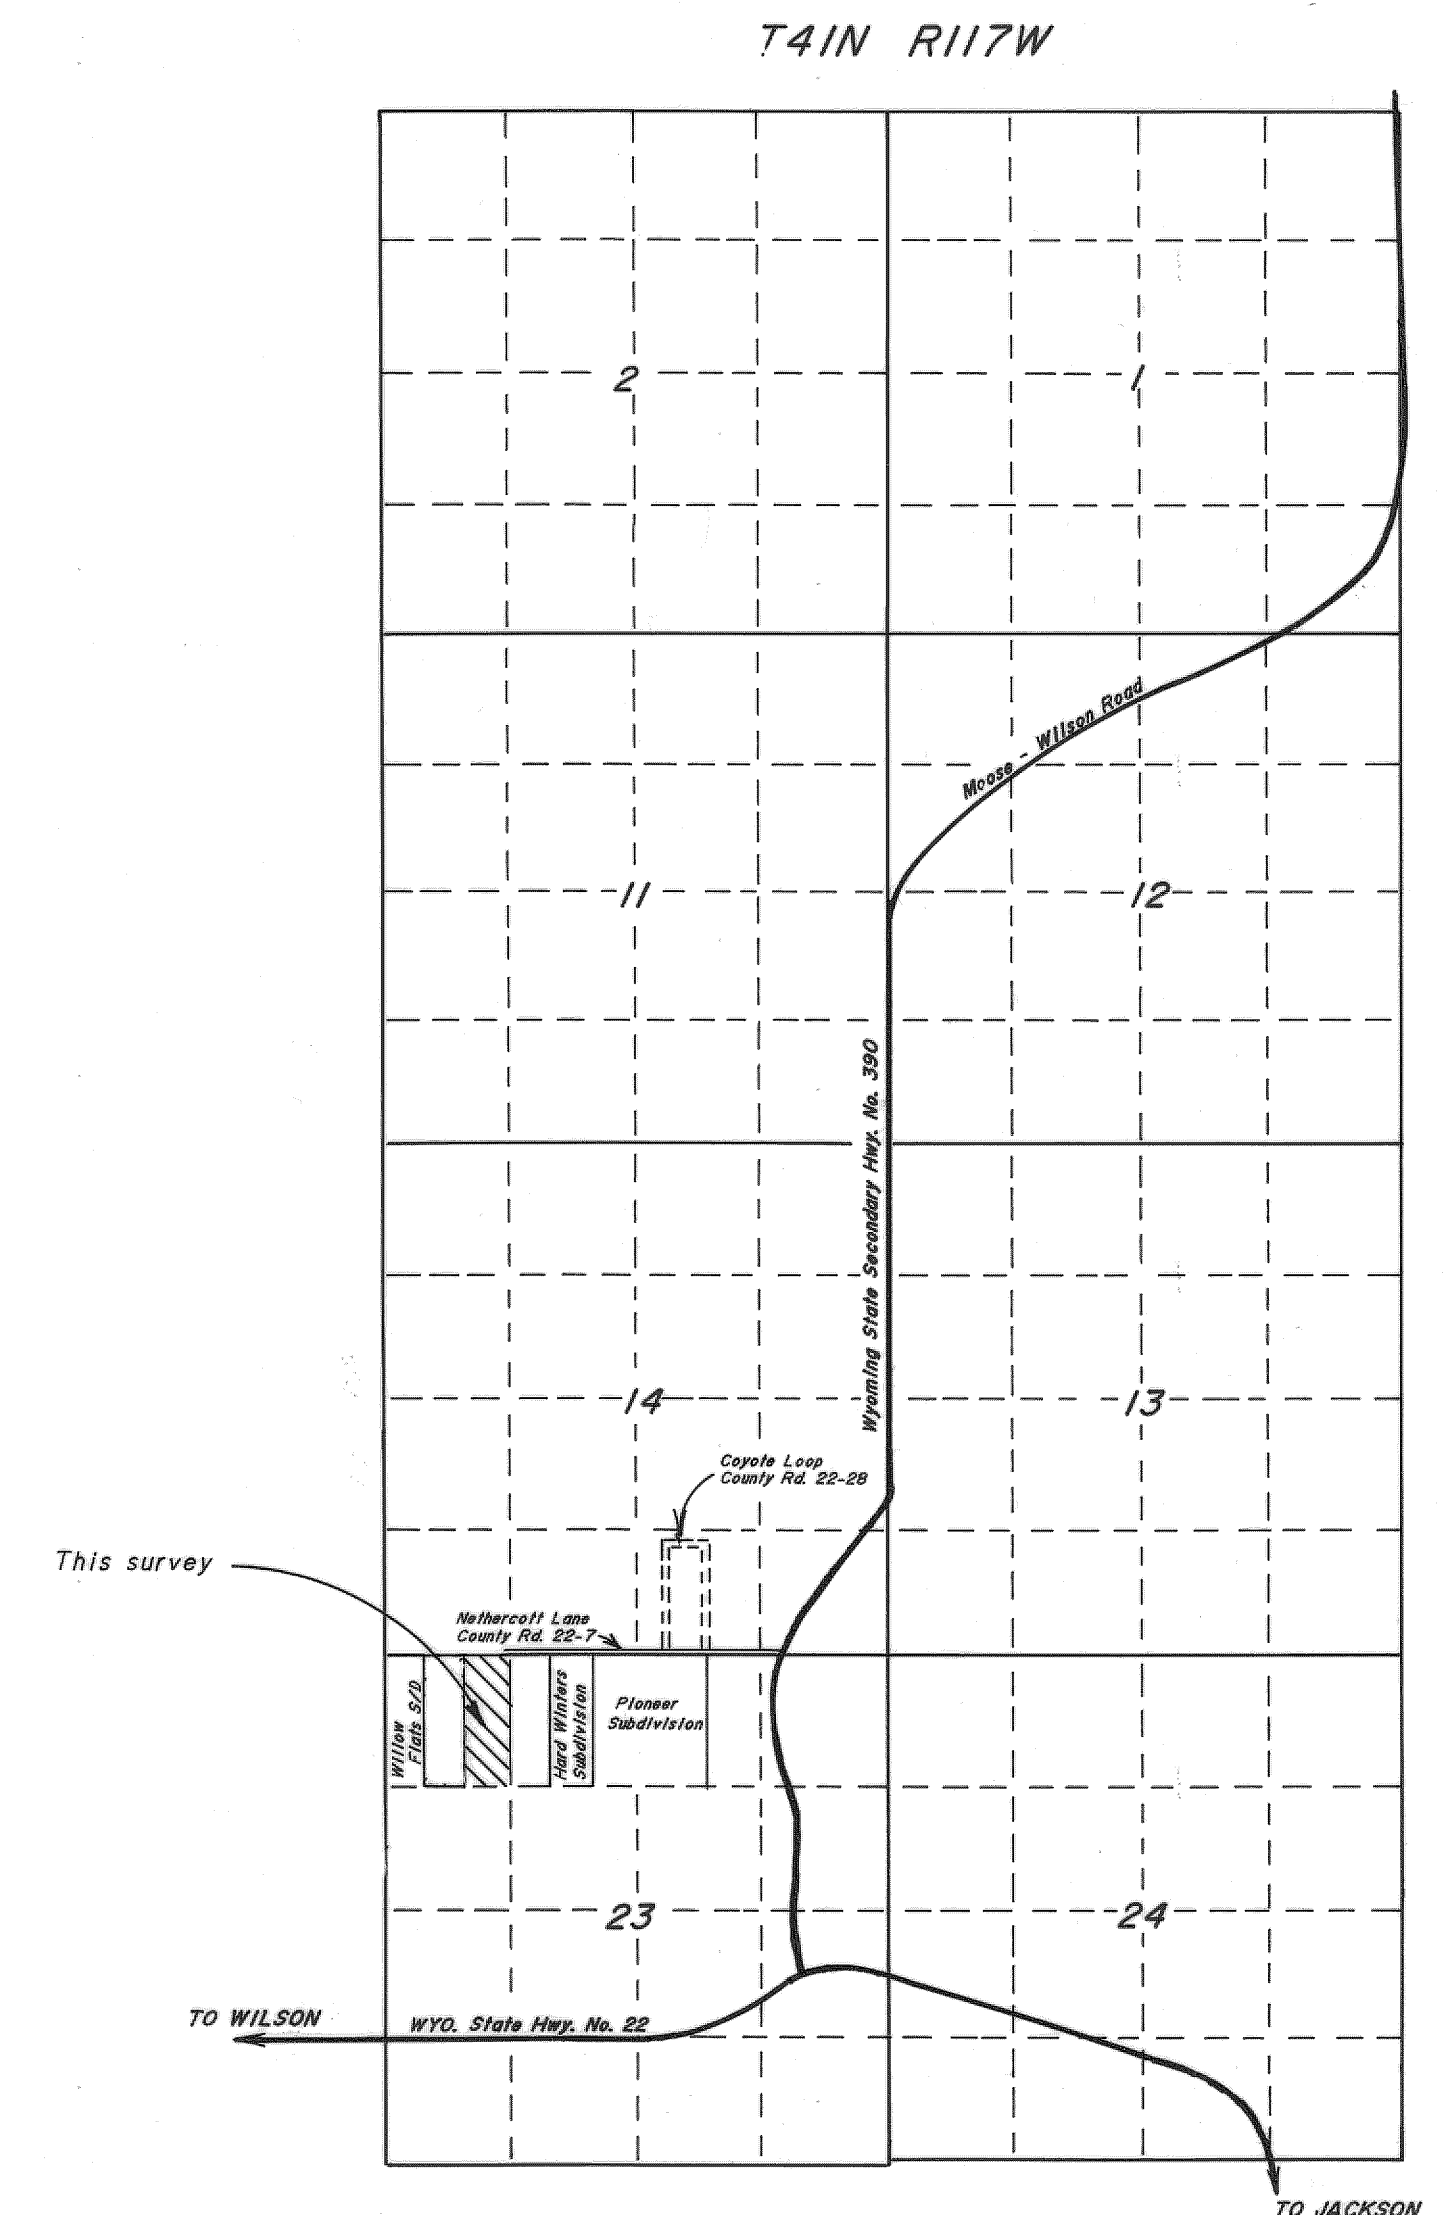 T41N R117W
2
1
Moose - Wilson Road
11
12
Wyoming State Secondary Hwy. No. 390
14
13
Coyote Loop
County Rd. 22-28
This survey
Nethercott Lane
County Rd. 22-7
Willow
Flats S/D
Hard Winters
Subdivision
Pioneer
Subdivision
23
24
TO WILSON
WYO. State Hwy. No. 22
TO JACKSON